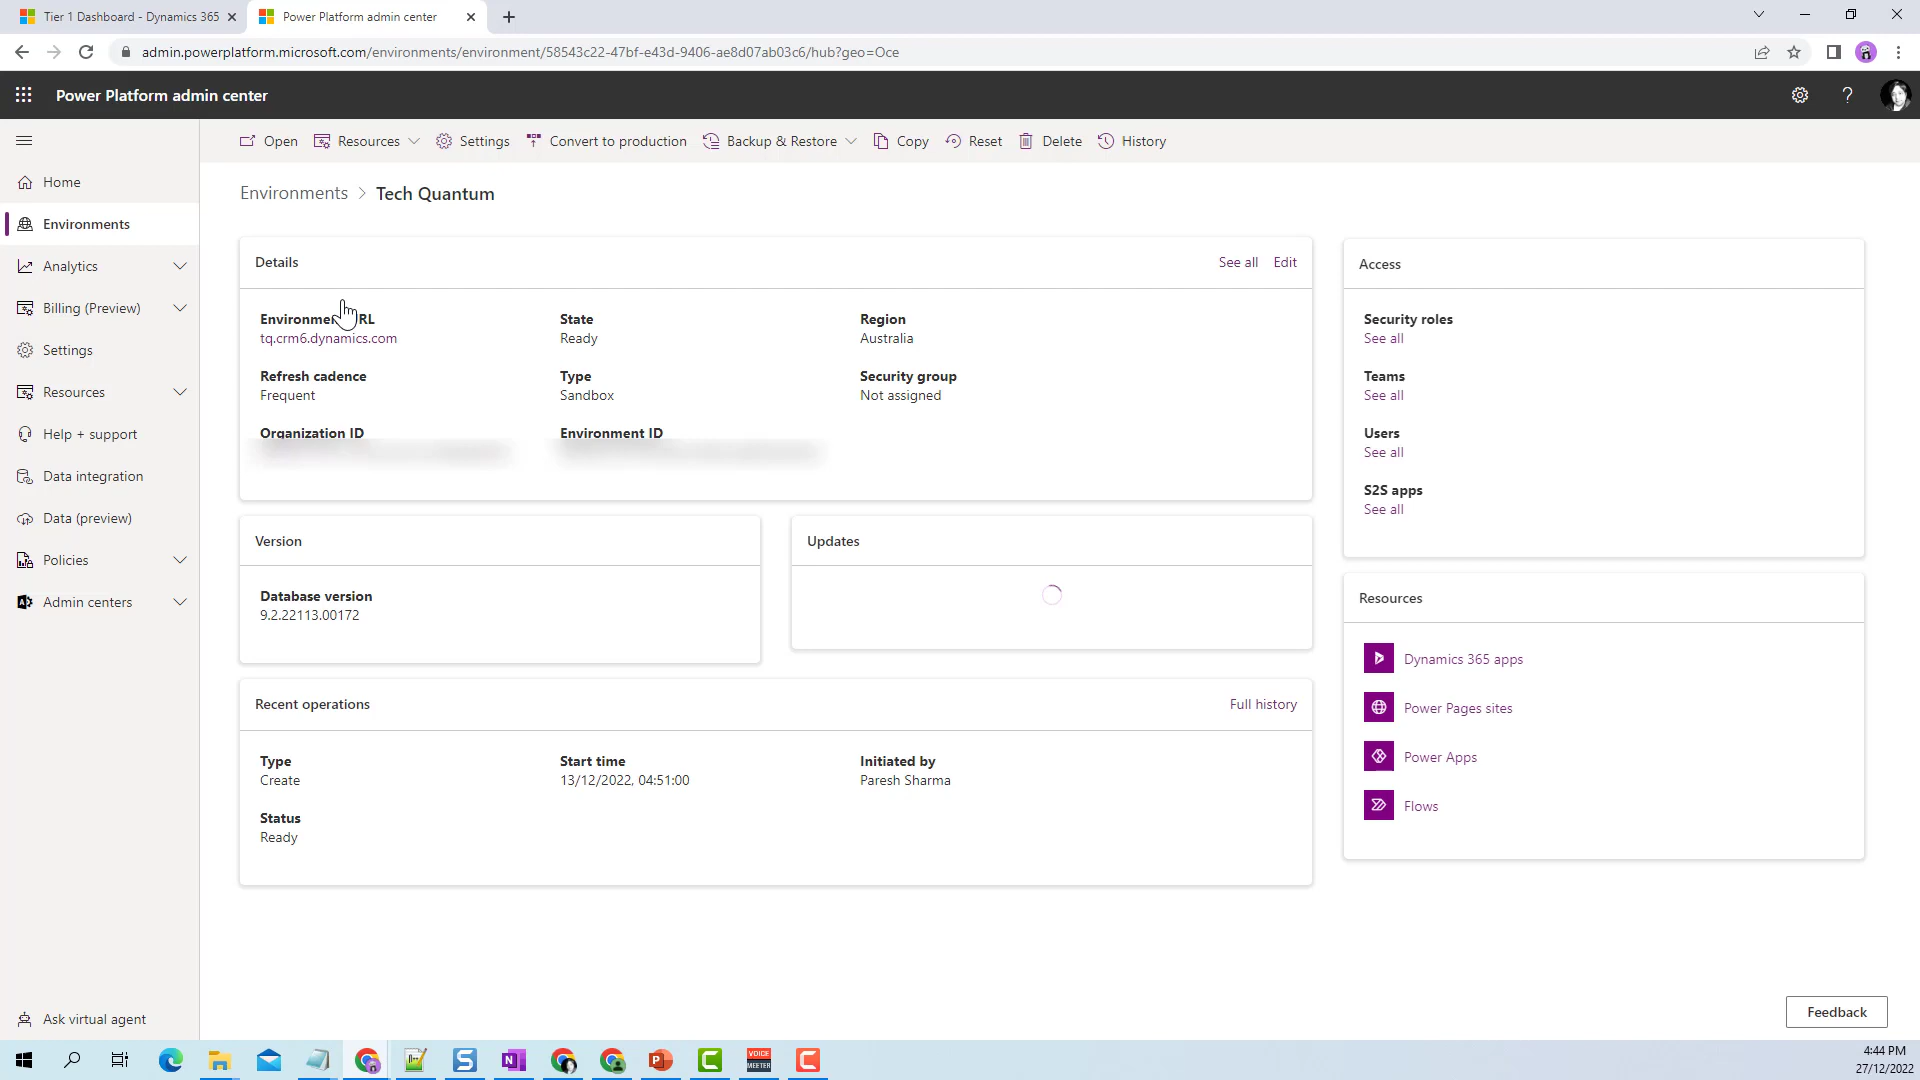 Tier 1 Dashboard - Dynamics 365
Power Platform admin center
admin.powerplatform.microsoft.com/environments/environment/58543c22-47bf-e43d-9406-ae8d07ab03c6/hub?geo=Oce
Power Platform admin center
Open
Resources
Settings
Convert to production
Backup & Restore
Copy
Reset
Delete
History
Home
Environments
Analytics
Billing (Preview)
Settings
Resources
Help + support
Data integration
Data (preview)
Policies
Admin centers
Ask virtual agent
Environments > Tech Quantum
Details
See all
Edit
Environment URL
tq.crm6.dynamics.com
State
Ready
Region
Australia
Refresh cadence
Frequent
Type
Sandbox
Security group
Not assigned
Organization ID
Environment ID
Version
Database version
9.2.22113.00172
Updates
Recent operations
Full history
Type
Create
Start time
13/12/2022, 04:51:00
Initiated by
Paresh Sharma
Status
Ready
Access
Security roles
See all
Teams
See all
Users
See all
S2S apps
See all
Resources
Dynamics 365 apps
Power Pages sites
Power Apps
Flows
Feedback
VOICE
MEETER
4:44 PM
27/12/2022